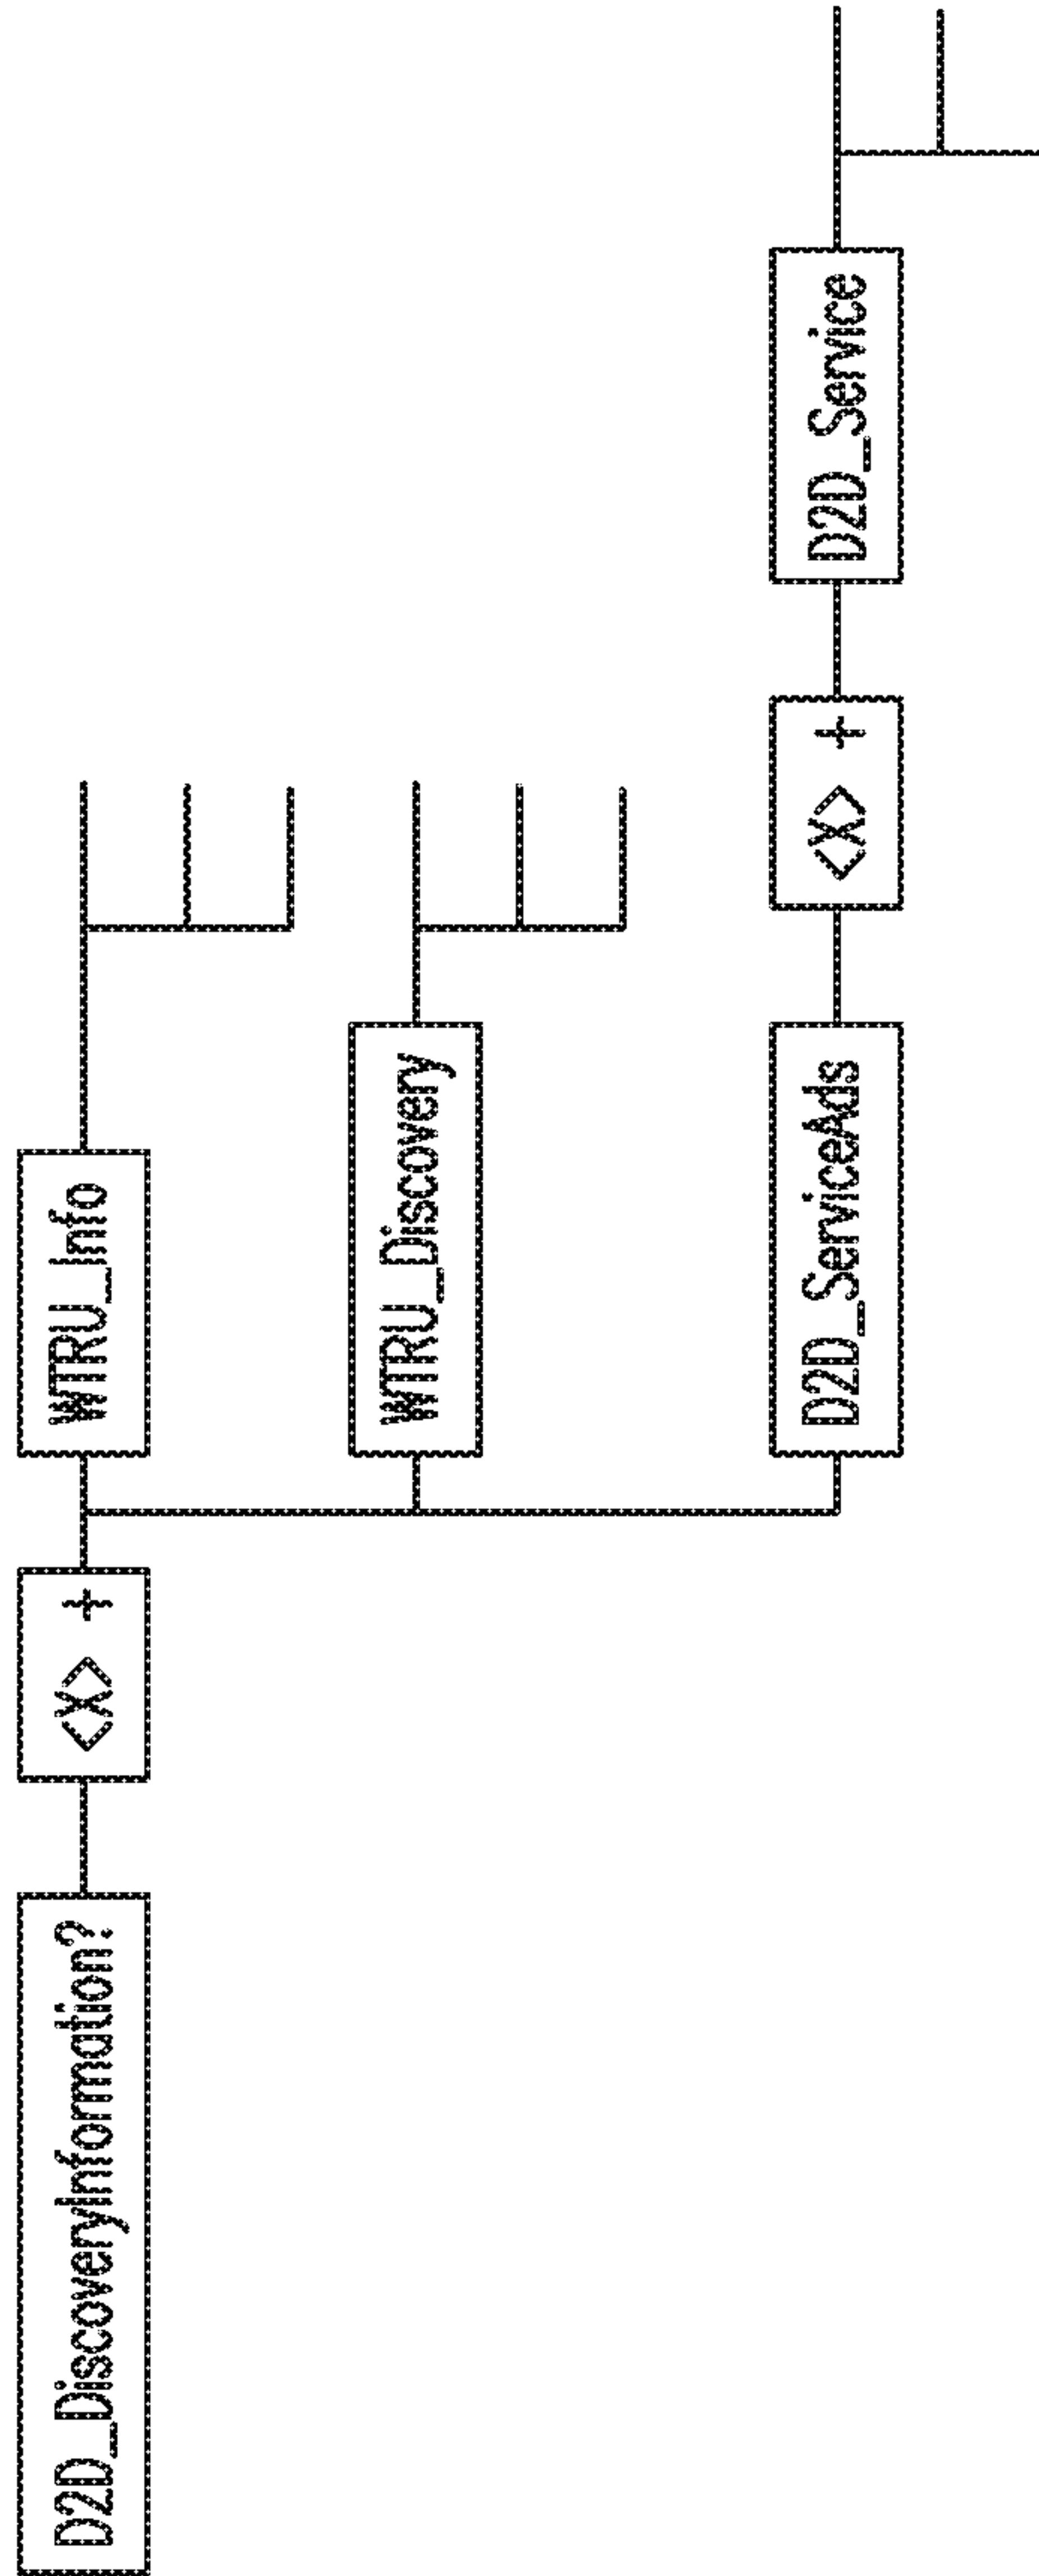 D2D_DiscoveryInformation?
<X> +
WTRU_Info
WTRU_Discovery
D2D_ServiceAds
<X> +
D2D_Service